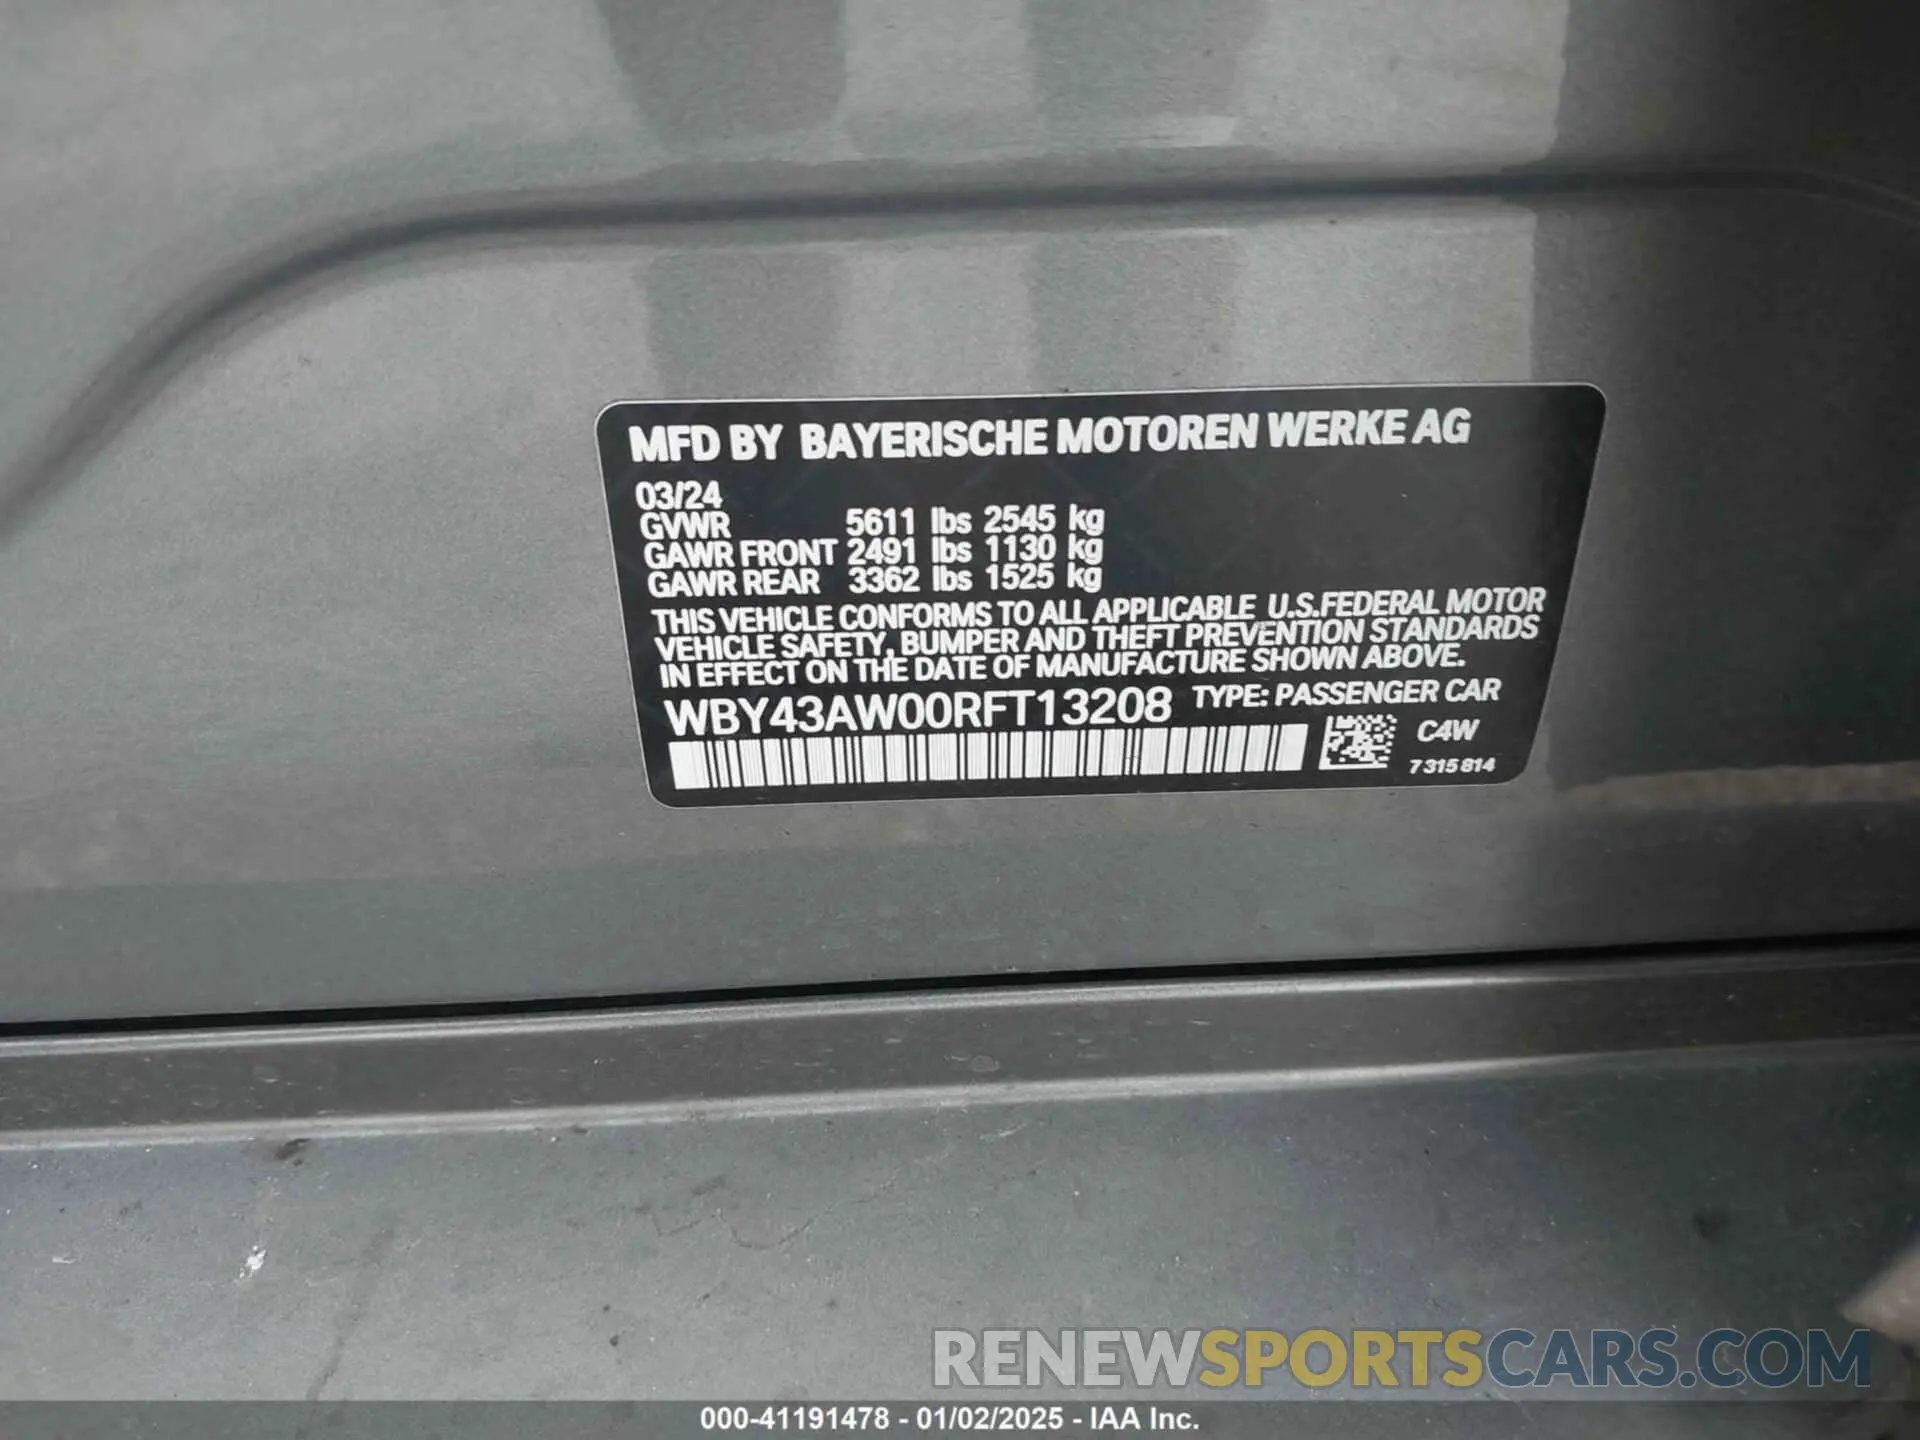 MFD BY BAYERISCHE MOTOREN WERKE AG
03/24
GVWR 5611 lbs 2545 kg
GAWR FRONT 2491 lbs 1130 kg
GAWR REAR 3362 lbs 1525 kg
THIS VEHICLE CONFORMS TO ALL APPLICABLE U.S.FEDERAL MOTOR
VEHICLE SAFETY, BUMPER AND THEFT PREVENTION STANDARDS
IN EFFECT ON THE DATE OF MANUFACTURE SHOWN ABOVE.
WBY43AW00RFT13208 TYPE: PASSENGER CAR
C4W
7315814
RENEWSPORTSCARS.COM
000-41191478 - 01/02/2025 - IAA Inc.